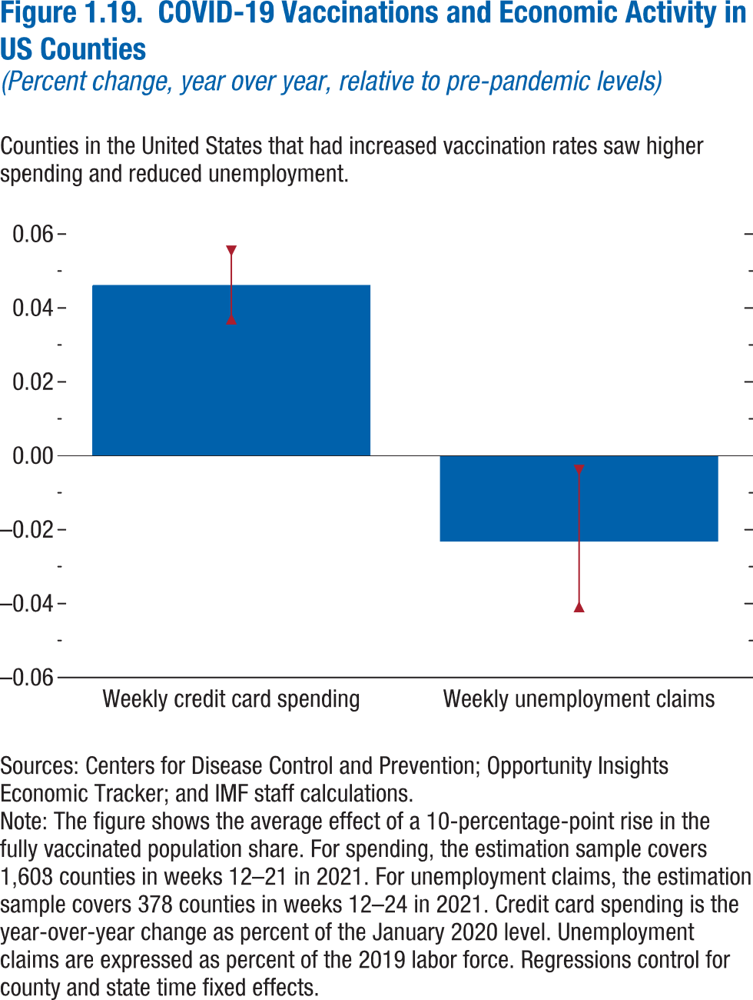 Figure 1.19.  COVID-19 Vaccinations and Economic Activity in
US Counties
(Percent change, year over year, relative to pre-pandemic levels)
Counties in the United States that had increased vaccination rates saw higher
spending and reduced unemployment.
0.06
0.04
0.02
0.00
–0.02
–0.04
–0.06
Weekly credit card spending
Weekly unemployment claims
Sources: Centers for Disease Control and Prevention; Opportunity Insights
Economic Tracker; and IMF staff calculations.
Note: The figure shows the average effect of a 10-percentage-point rise in the
fully vaccinated population share. For spending, the estimation sample covers
1,603 counties in weeks 12–21 in 2021. For unemployment claims, the estimation
sample covers 378 counties in weeks 12–24 in 2021. Credit card spending is the
year-over-year change as percent of the January 2020 level. Unemployment
claims are expressed as percent of the 2019 labor force. Regressions control for
county and state time fixed effects.